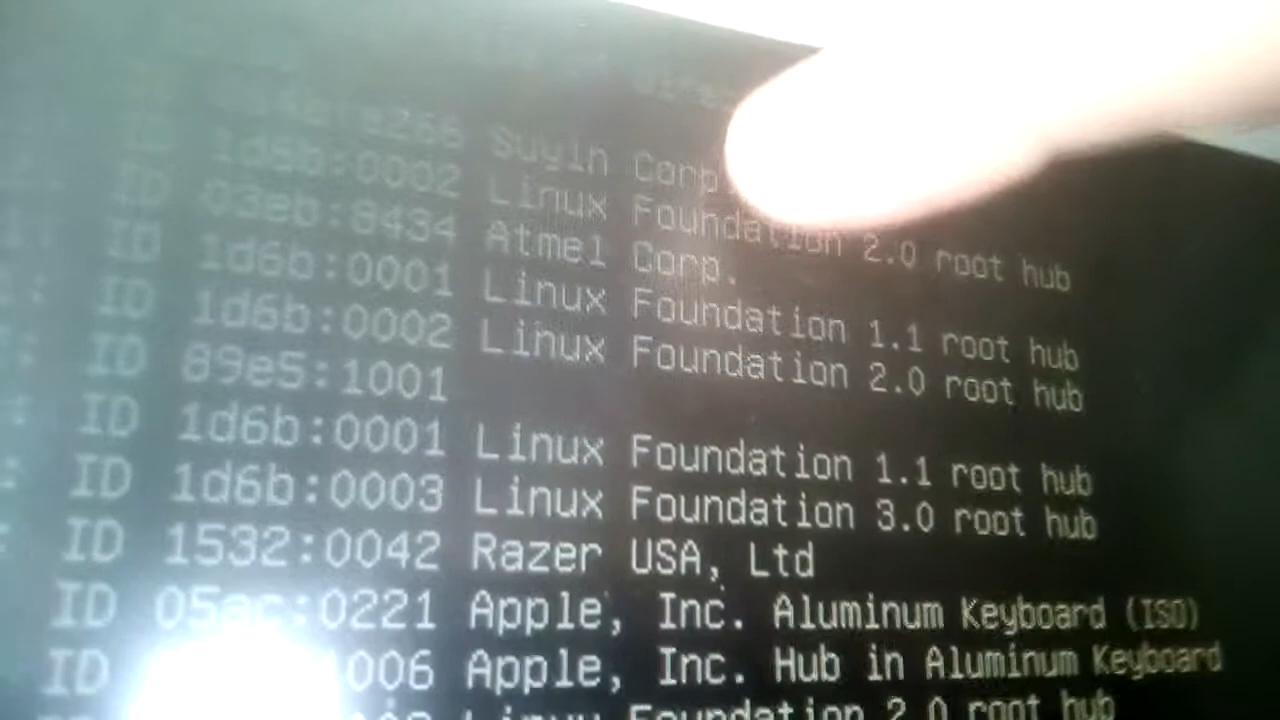 Suyin Corp
ID 1d6b:0002 Linux Foundation 2.0 root hub
ID 03eb:8434 Atmel Corp.
ID 1d6b:0001 Linux Foundation 1.1 root hub
ID 1d6b:0002 Linux Foundation 2.0 root hub
ID 89e5:1001
ID 1d6b:0001 Linux Foundation 1.1 root hub
ID 1d6b:0003 Linux Foundation 3.0 root hub
ID 1532:0042 Razer USA, Ltd
ID 05ac:0221 Apple, Inc. Aluminum Keyboard (ISO)
ID 006 Apple, Inc. Hub in Aluminum Keyboard
Linux Foundation 2.0 root hub